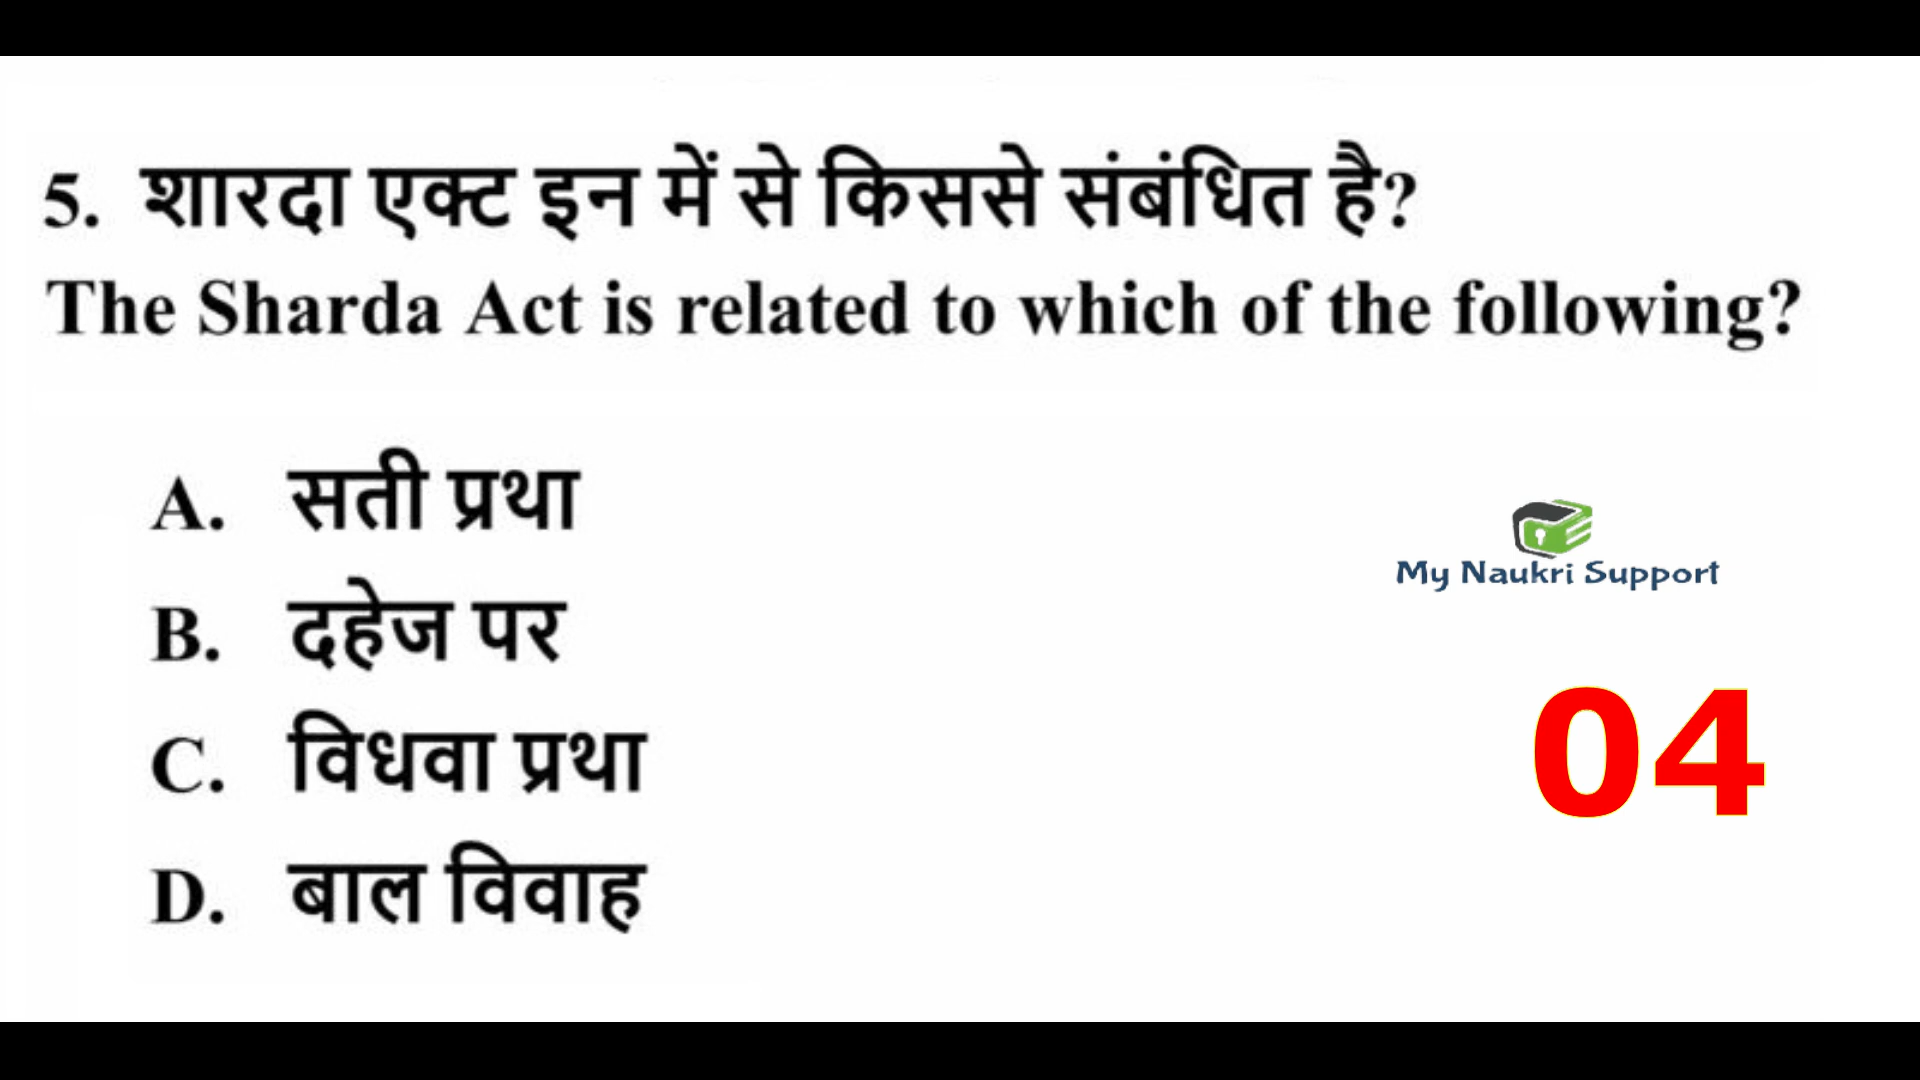 5. शारदा एक्ट इन में से किससे संबंधित है?
The Sharda Act is related to which of the following?
A. सती प्रथा
B. दहेज पर
C. विधवा प्रथा
D. बाल विवाह
My Naukri Support
04